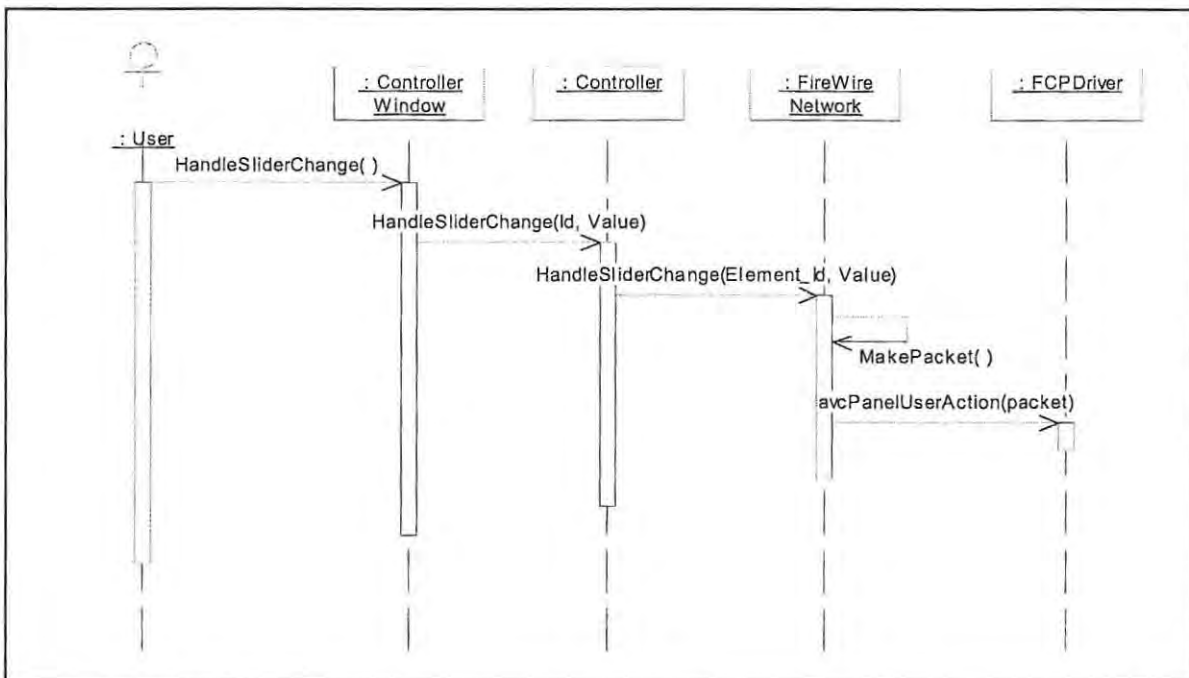 : Controller
Window
: Controller
: FireWire
Network
: FCPDriver
: User
HandleSliderChange( )
HandleSliderChange(Id, Value)
HandleSliderChange(Element_Id, Value)
MakePacket( )
avcPanelUserAction(packet)